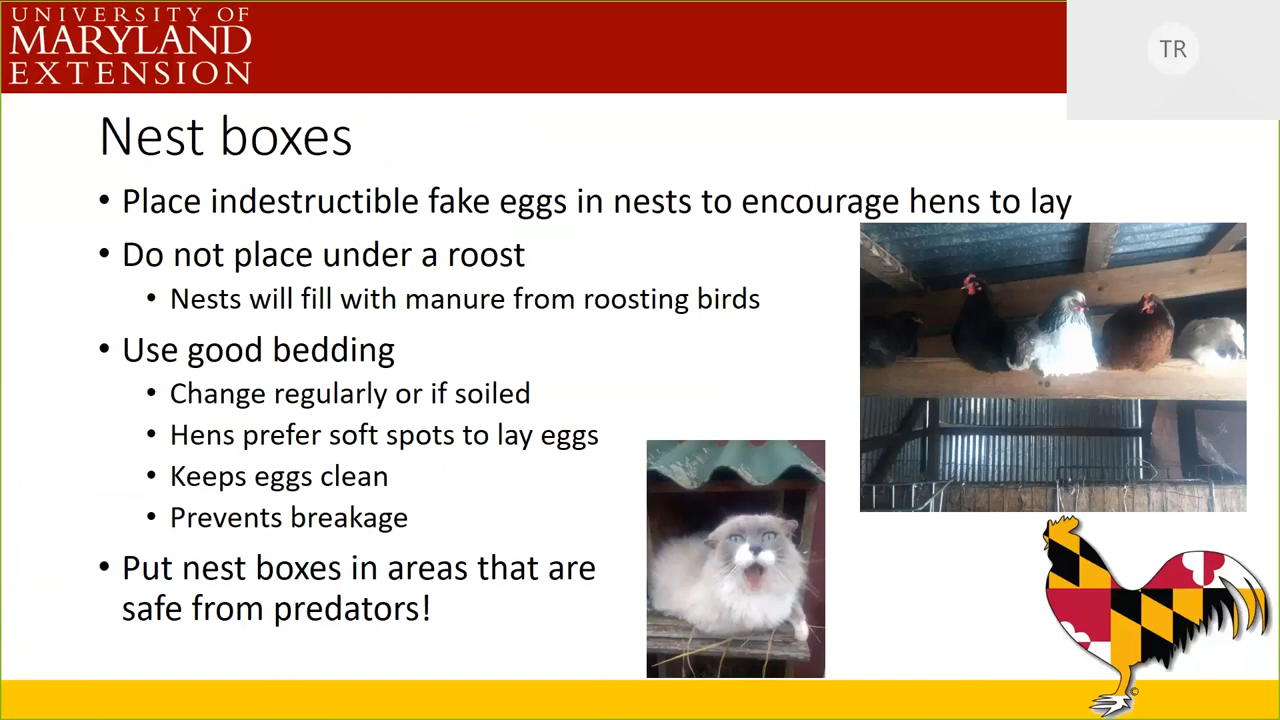 UNIVERSITY OF
MARYLAND
EXTENSION
TR
Nest boxes
• Place indestructible fake eggs in nests to encourage hens to lay
• Do not place under a roost
• Nests will fill with manure from roosting birds
• Use good bedding
• Change regularly or if soiled
• Hens prefer soft spots to lay eggs
• Keeps eggs clean
• Prevents breakage
• Put nest boxes in areas that are
safe from predators!
©